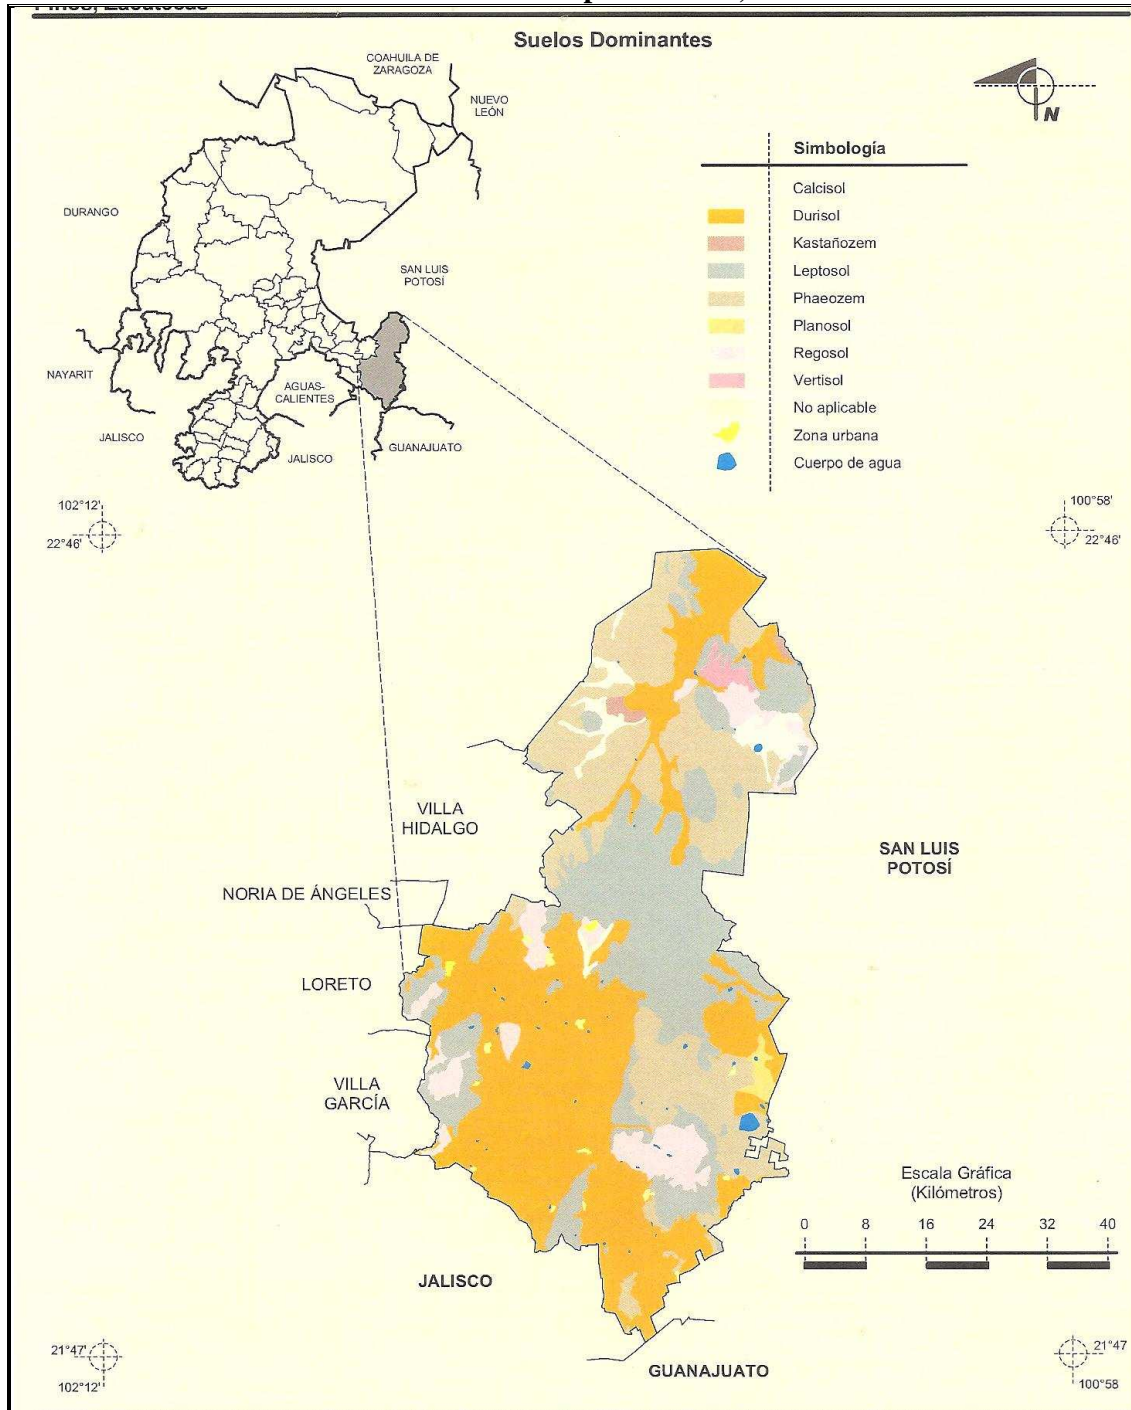 Pinos, Zacatecas
Suelos Dominantes
COAHUILA DE
ZARAGOZA
NUEVO
LEÓN
DURANGO
SAN LUIS
POTOSÍ
NAYARIT
AGUAS-
CALIENTES
JALISCO
JALISCO
GUANAJUATO
N
Simbología
Calcisol
Durisol
Kastañozem
Leptosol
Phaeozem
Planosol
Regosol
Vertisol
No aplicable
Zona urbana
Cuerpo de agua
102°12'
22°46'
100°58'
22°46'
VILLA
HIDALGO
SAN LUIS
POTOSÍ
NORIA DE ÁNGELES
LORETO
VILLA
GARCÍA
Escala Gráfica
(Kilómetros)
0 8 16 24 32 40
JALISCO
GUANAJUATO
21°47'
102°12'
21°47
100°58